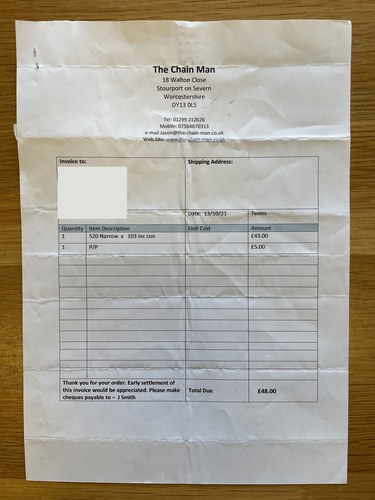 The Chain Man
18 Walton Close
Stourport on Severn
Worcestershire
DY13 0LS
Tel: 01299 212626
Mobile: 07564870313
e-mail Jason@the-chain-man.co.uk
Web Site: www.the-chain-man.co.uk
Invoice to: Shipping Address:
Date: 13/10/21 Terms
Quantity Item Description Unit Cost Amount
1 520 Narrow x 103 inc con £43.00
1 P/P £5.00
Thank you for your order. Early settlement of
this invoice would be appreciated. Please make
cheques payable to – J Smith
Total Due £48.00